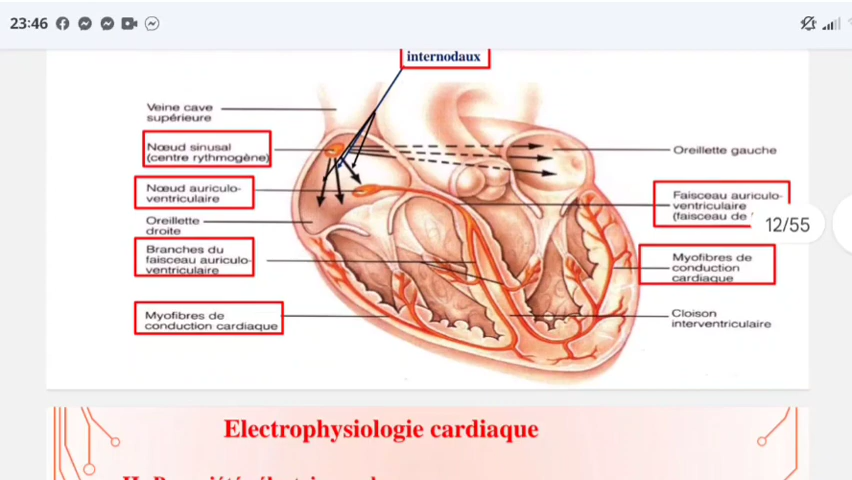 23:46
internodaux
Veine cave
supérieure
Nœud sinusal
(centre rythmogène)
Nœud auriculo-
ventriculaire
Oreillette
droite
Branches du
faisceau auriculo-
ventriculaire
Myofibres de
conduction cardiaque
Oreillette gauche
Faisceau auriculo-
ventriculaire
(faisceau de
12/55
Myofibres de
conduction
cardiaque
Cloison
interventriculaire
Electrophysiologie cardiaque